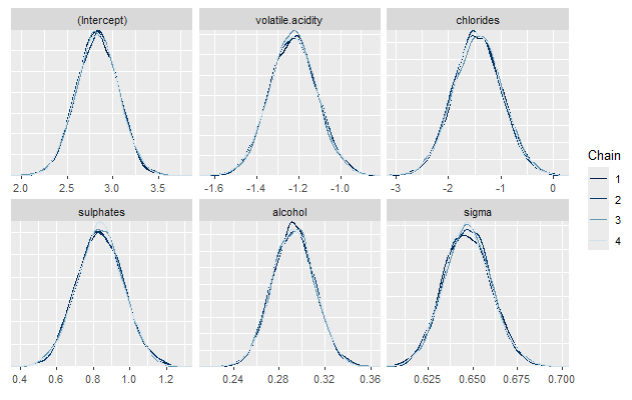 (Intercept) volatile.acidity chlorides
2.0 2.5 3.0 3.5 -1.6 -1.4 -1.2 -1.0 -3 -2 -1 0
sulphates alcohol sigma
0.4 0.6 0.8 1.0 1.2 0.24 0.28 0.32 0.36 0.625 0.650 0.675 0.700
Chain
1
2
3
4